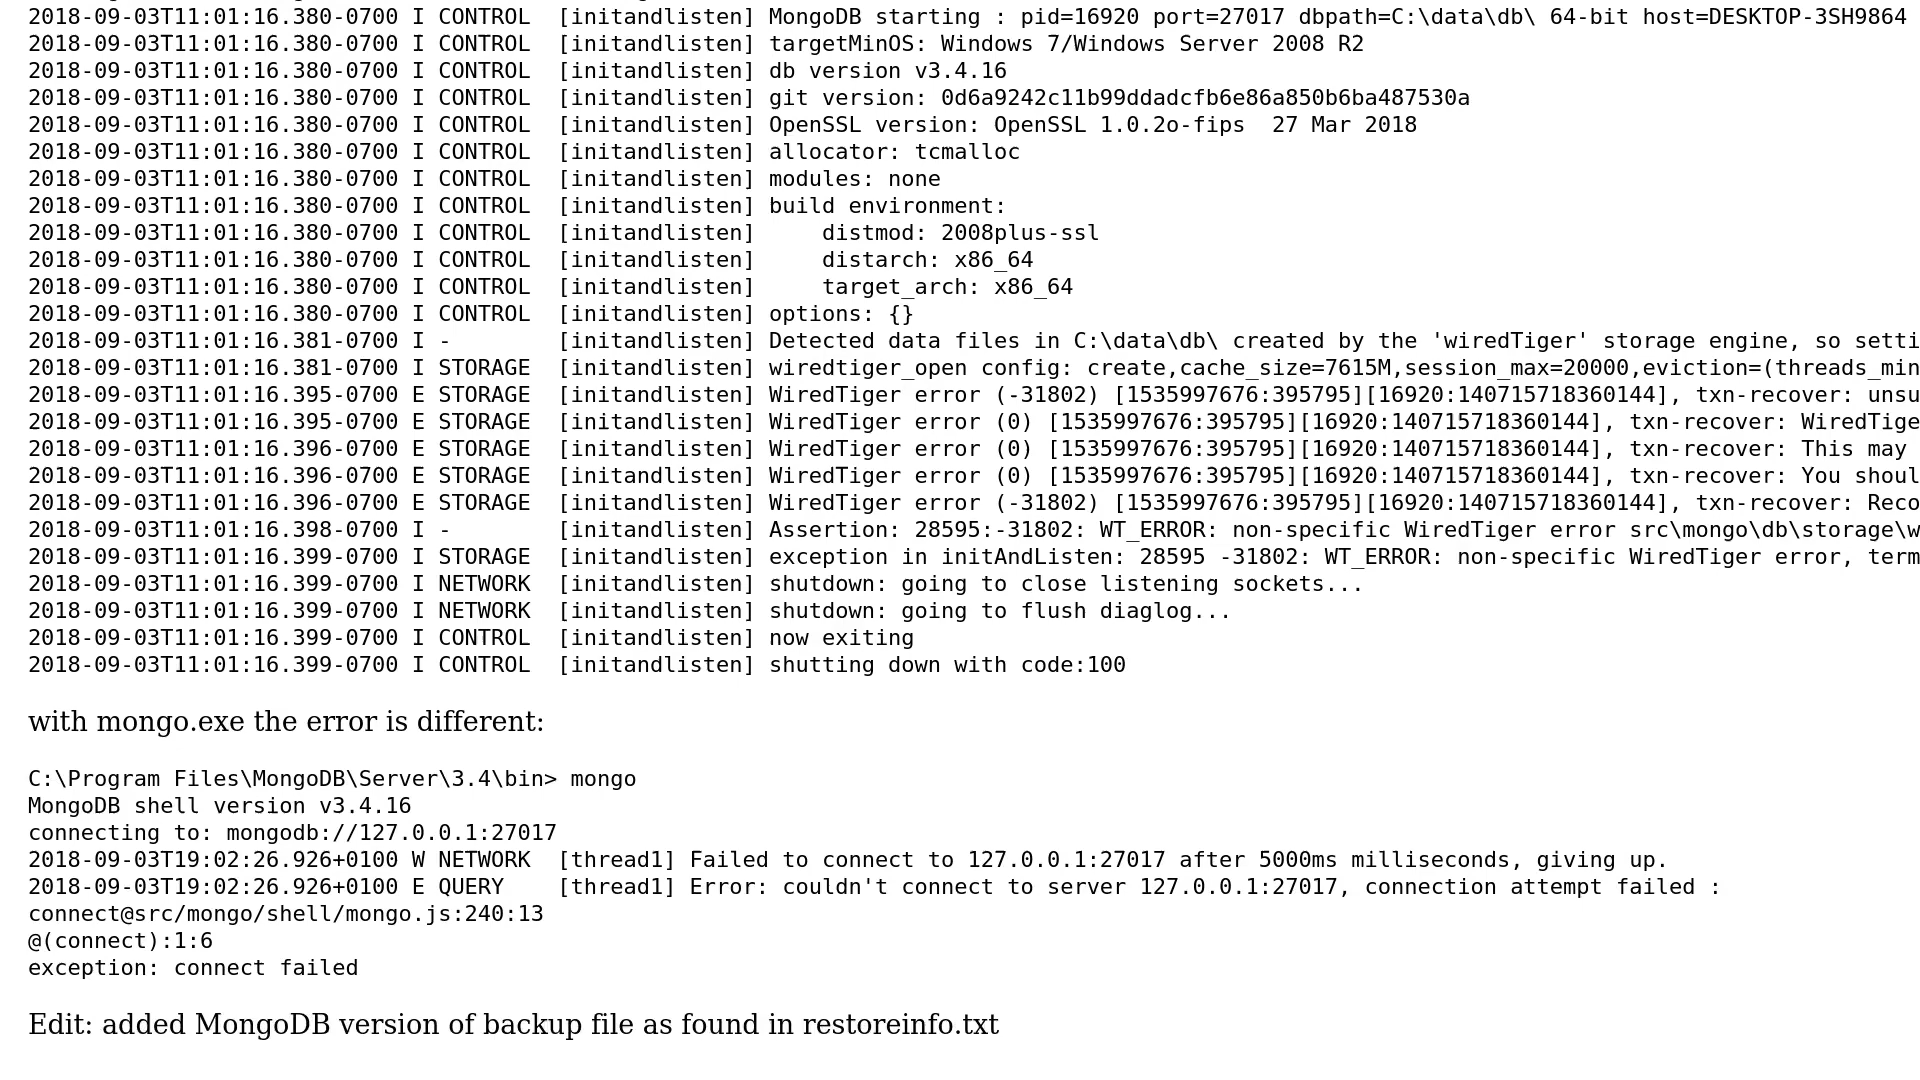 2018-09-03T11:01:16.380-0700 I CONTROL  [initandlisten] MongoDB starting : pid=16920 port=27017 dbpath=C:\data\db\ 64-bit host=DESKTOP-3SH9864
2018-09-03T11:01:16.380-0700 I CONTROL  [initandlisten] targetMinOS: Windows 7/Windows Server 2008 R2
2018-09-03T11:01:16.380-0700 I CONTROL  [initandlisten] db version v3.4.16
2018-09-03T11:01:16.380-0700 I CONTROL  [initandlisten] git version: 0d6a9242c11b99ddadcfb6e86a850b6ba487530a
2018-09-03T11:01:16.380-0700 I CONTROL  [initandlisten] OpenSSL version: OpenSSL 1.0.2o-fips  27 Mar 2018
2018-09-03T11:01:16.380-0700 I CONTROL  [initandlisten] allocator: tcmalloc
2018-09-03T11:01:16.380-0700 I CONTROL  [initandlisten] modules: none
2018-09-03T11:01:16.380-0700 I CONTROL  [initandlisten] build environment:
2018-09-03T11:01:16.380-0700 I CONTROL  [initandlisten]     distmod: 2008plus-ssl
2018-09-03T11:01:16.380-0700 I CONTROL  [initandlisten]     distarch: x86_64
2018-09-03T11:01:16.380-0700 I CONTROL  [initandlisten]     target_arch: x86_64
2018-09-03T11:01:16.380-0700 I CONTROL  [initandlisten] options: {}
2018-09-03T11:01:16.381-0700 I -        [initandlisten] Detected data files in C:\data\db\ created by the 'wiredTiger' storage engine, so setti
2018-09-03T11:01:16.381-0700 I STORAGE  [initandlisten] wiredtiger_open config: create,cache_size=7615M,session_max=20000,eviction=(threads_min
2018-09-03T11:01:16.395-0700 E STORAGE  [initandlisten] WiredTiger error (-31802) [1535997676:395795][16920:140715718360144], txn-recover: unsu
2018-09-03T11:01:16.395-0700 E STORAGE  [initandlisten] WiredTiger error (0) [1535997676:395795][16920:140715718360144], txn-recover: WiredTige
2018-09-03T11:01:16.396-0700 E STORAGE  [initandlisten] WiredTiger error (0) [1535997676:395795][16920:140715718360144], txn-recover: This may
2018-09-03T11:01:16.396-0700 E STORAGE  [initandlisten] WiredTiger error (0) [1535997676:395795][16920:140715718360144], txn-recover: You shoul
2018-09-03T11:01:16.396-0700 E STORAGE  [initandlisten] WiredTiger error (-31802) [1535997676:395795][16920:140715718360144], txn-recover: Reco
2018-09-03T11:01:16.398-0700 I -        [initandlisten] Assertion: 28595:-31802: WT_ERROR: non-specific WiredTiger error src\mongo\db\storage\w
2018-09-03T11:01:16.399-0700 I STORAGE  [initandlisten] exception in initAndListen: 28595 -31802: WT_ERROR: non-specific WiredTiger error, term
2018-09-03T11:01:16.399-0700 I NETWORK  [initandlisten] shutdown: going to close listening sockets...
2018-09-03T11:01:16.399-0700 I NETWORK  [initandlisten] shutdown: going to flush diaglog...
2018-09-03T11:01:16.399-0700 I CONTROL  [initandlisten] now exiting
2018-09-03T11:01:16.399-0700 I CONTROL  [initandlisten] shutting down with code:100
with mongo.exe the error is different:
C:\Program Files\MongoDB\Server\3.4\bin> mongo
MongoDB shell version v3.4.16
connecting to: mongodb://127.0.0.1:27017
2018-09-03T19:02:26.926+0100 W NETWORK  [thread1] Failed to connect to 127.0.0.1:27017 after 5000ms milliseconds, giving up.
2018-09-03T19:02:26.926+0100 E QUERY    [thread1] Error: couldn't connect to server 127.0.0.1:27017, connection attempt failed :
connect@src/mongo/shell/mongo.js:240:13
@(connect):1:6
exception: connect failed
Edit: added MongoDB version of backup file as found in restoreinfo.txt